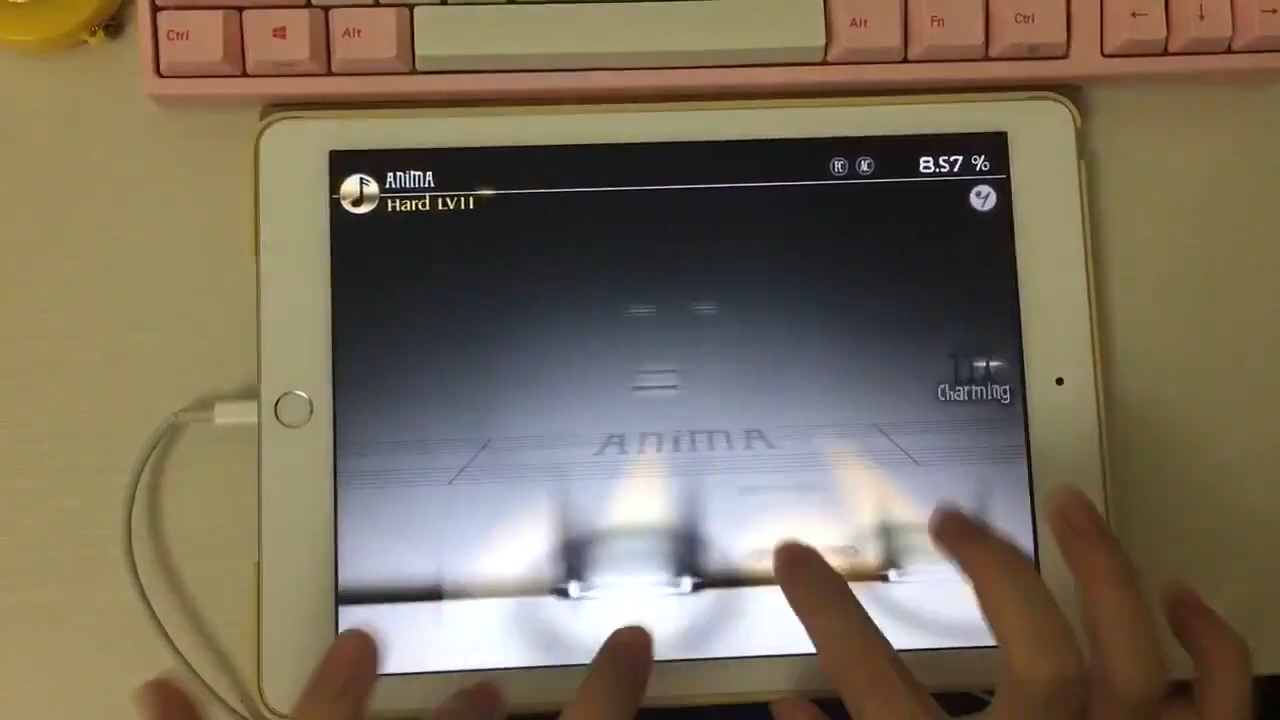 Ctrl
Alt
Alt
Fn
Ctrl
ANiMA
Hard LV11
FC AC
8.57 %
Charming
ANiMA